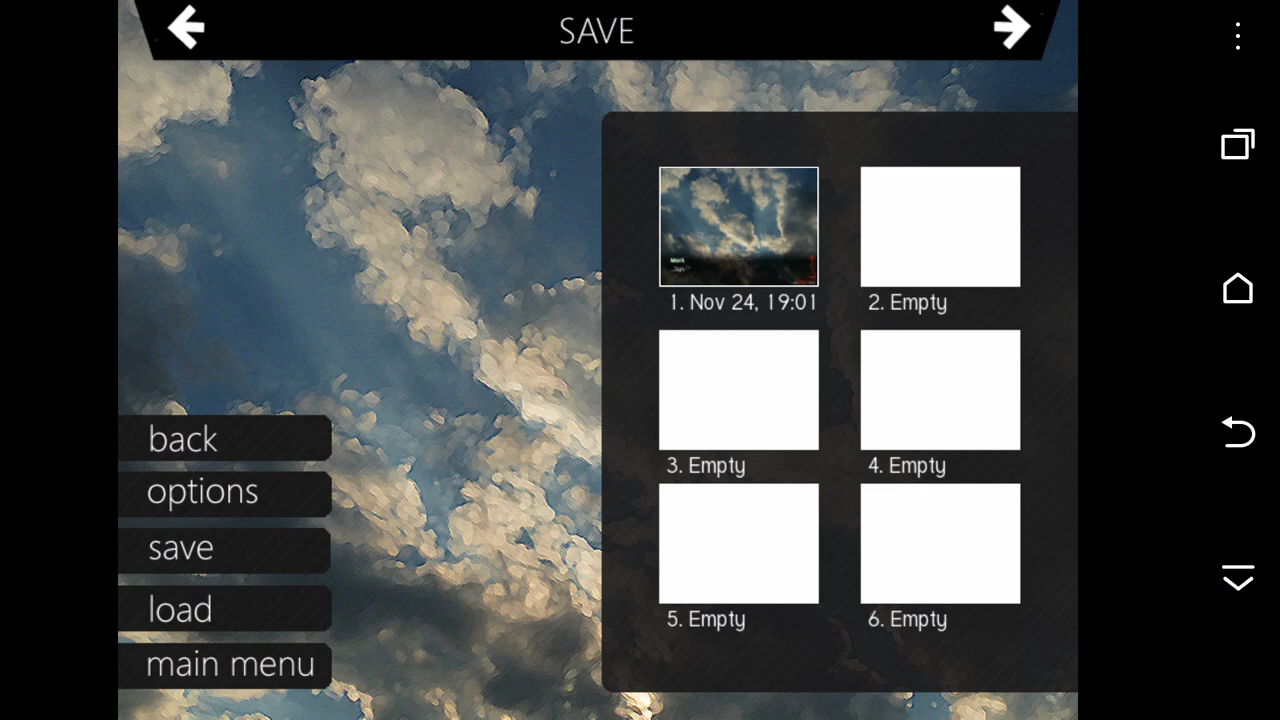 SAVE
1. Nov 24, 19:01
2. Empty
3. Empty
4. Empty
5. Empty
6. Empty
back
options
save
load
main menu